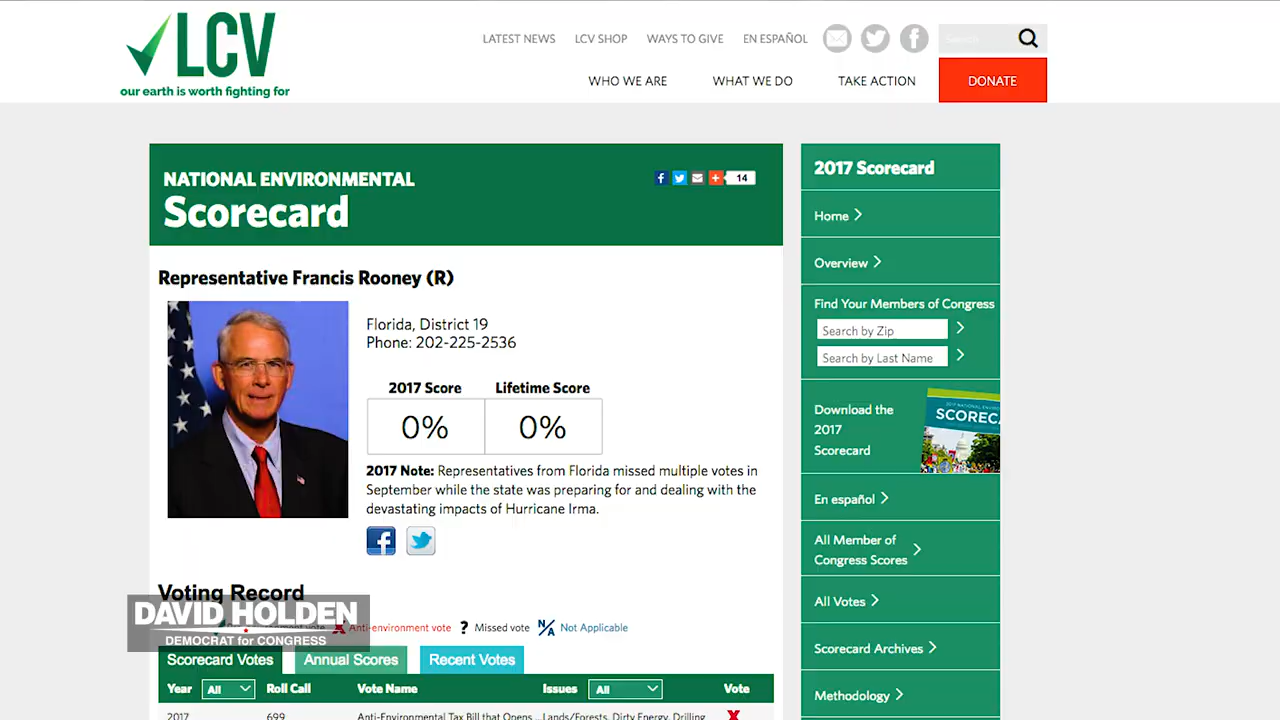 LCV
our earth is worth fighting for
LATEST NEWS LCV SHOP WAYS TO GIVE EN ESPAÑOL
WHO WE ARE WHAT WE DO TAKE ACTION DONATE
NATIONAL ENVIRONMENTAL
Scorecard
14
Representative Francis Rooney (R)
Florida, District 19
Phone: 202-225-2536
2017 Score Lifetime Score
0% 0%
2017 Note: Representatives from Florida missed multiple votes in
September while the state was preparing for and dealing with the
devastating impacts of Hurricane Irma.
Voting Record
DAVID HOLDEN
DEMOCRAT for CONGRESS
Anti-environment vote ? Missed vote N/A Not Applicable
Scorecard Votes Annual Scores Recent Votes
Year All Roll Call Vote Name Issues All Vote
2017 699 Anti-Environmental Tax Bill that Opens ...Lands/Forests, Dirty Energy, Drilling X
2017 Scorecard
Home
Overview
Find Your Members of Congress
Search by Zip
Search by Last Name
Download the
2017
Scorecard
SCOREC
En español
All Member of
Congress Scores
All Votes
Scorecard Archives
Methodology